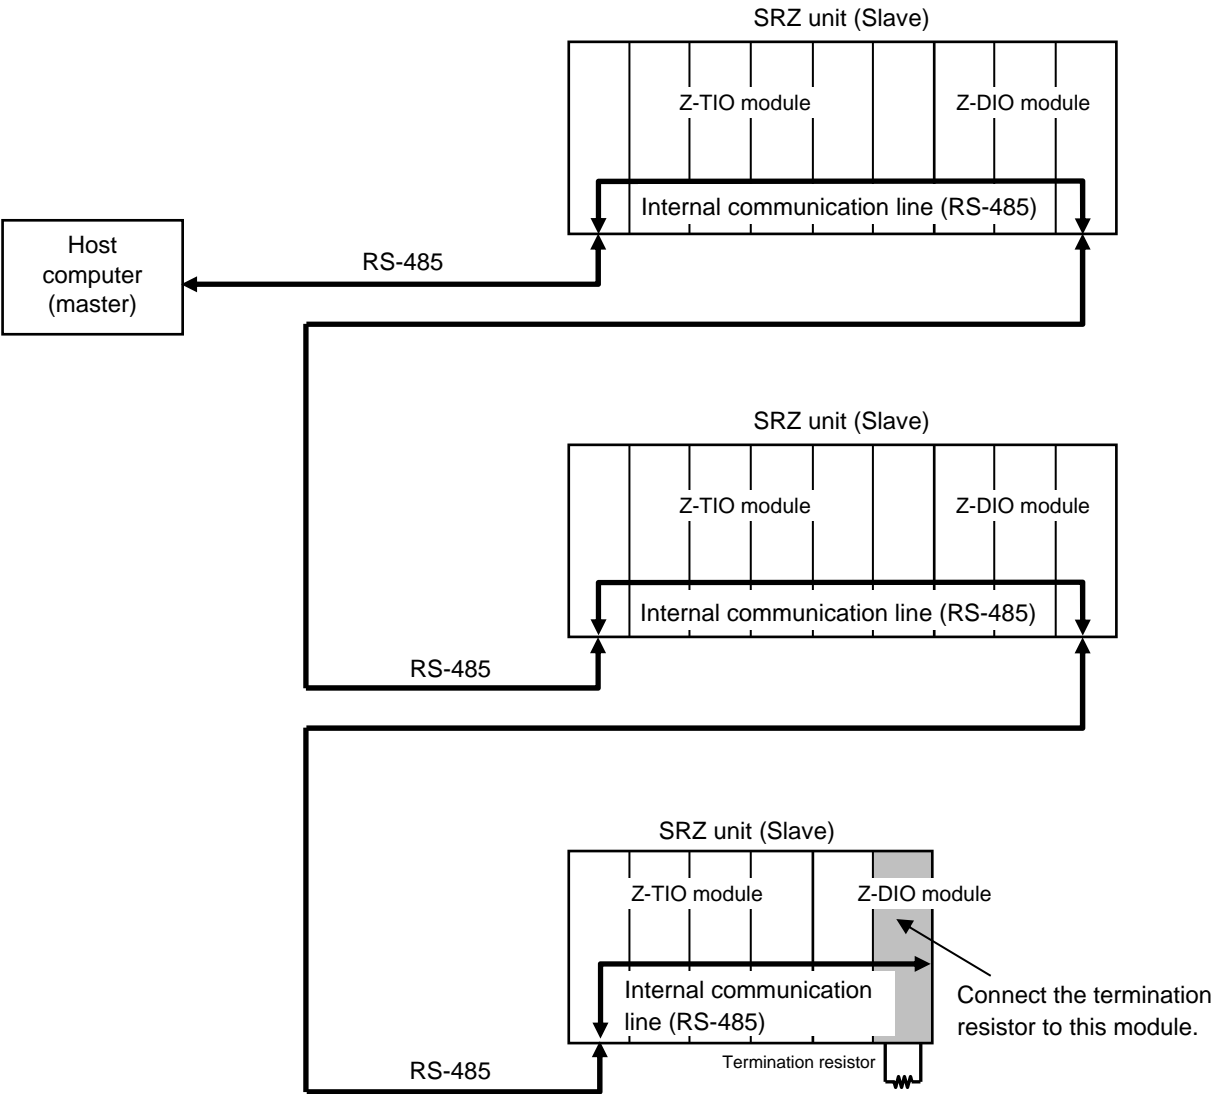 SRZ unit (Slave)
Z-TIO module
Z-DIO module
Internal communication line (RS-485)
Host
computer
(master)
RS-485
SRZ unit (Slave)
Z-TIO module
Z-DIO module
Internal communication line (RS-485)
RS-485
SRZ unit (Slave)
Z-TIO module
Z-DIO module
Internal communication
line (RS-485)
Connect the termination
resistor to this module.
Termination resistor
RS-485